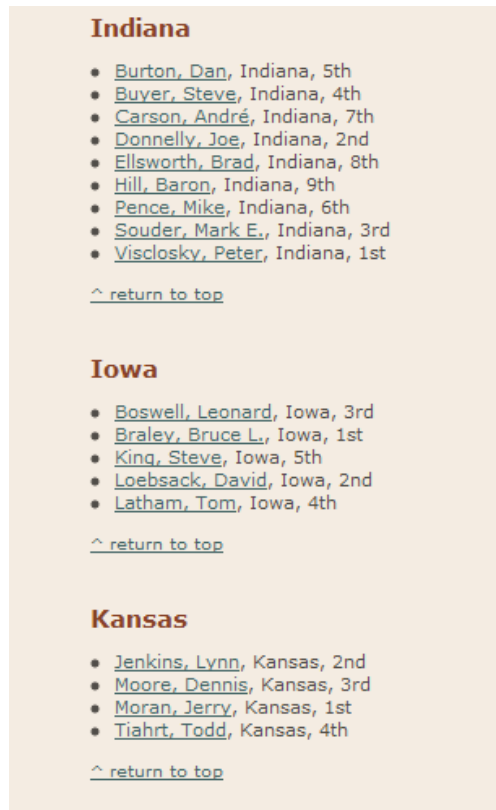 Indiana
Burton, Dan, Indiana, 5th
Buyer, Steve, Indiana, 4th
Carson, André, Indiana, 7th
Donnelly, Joe, Indiana, 2nd
Ellsworth, Brad, Indiana, 8th
Hill, Baron, Indiana, 9th
Pence, Mike, Indiana, 6th
Souder, Mark E., Indiana, 3rd
Visclosky, Peter, Indiana, 1st
^ return to top
Iowa
Boswell, Leonard, Iowa, 3rd
Braley, Bruce L., Iowa, 1st
King, Steve, Iowa, 5th
Loebsack, David, Iowa, 2nd
Latham, Tom, Iowa, 4th
^ return to top
Kansas
Jenkins, Lynn, Kansas, 2nd
Moore, Dennis, Kansas, 3rd
Moran, Jerry, Kansas, 1st
Tiahrt, Todd, Kansas, 4th
^ return to top